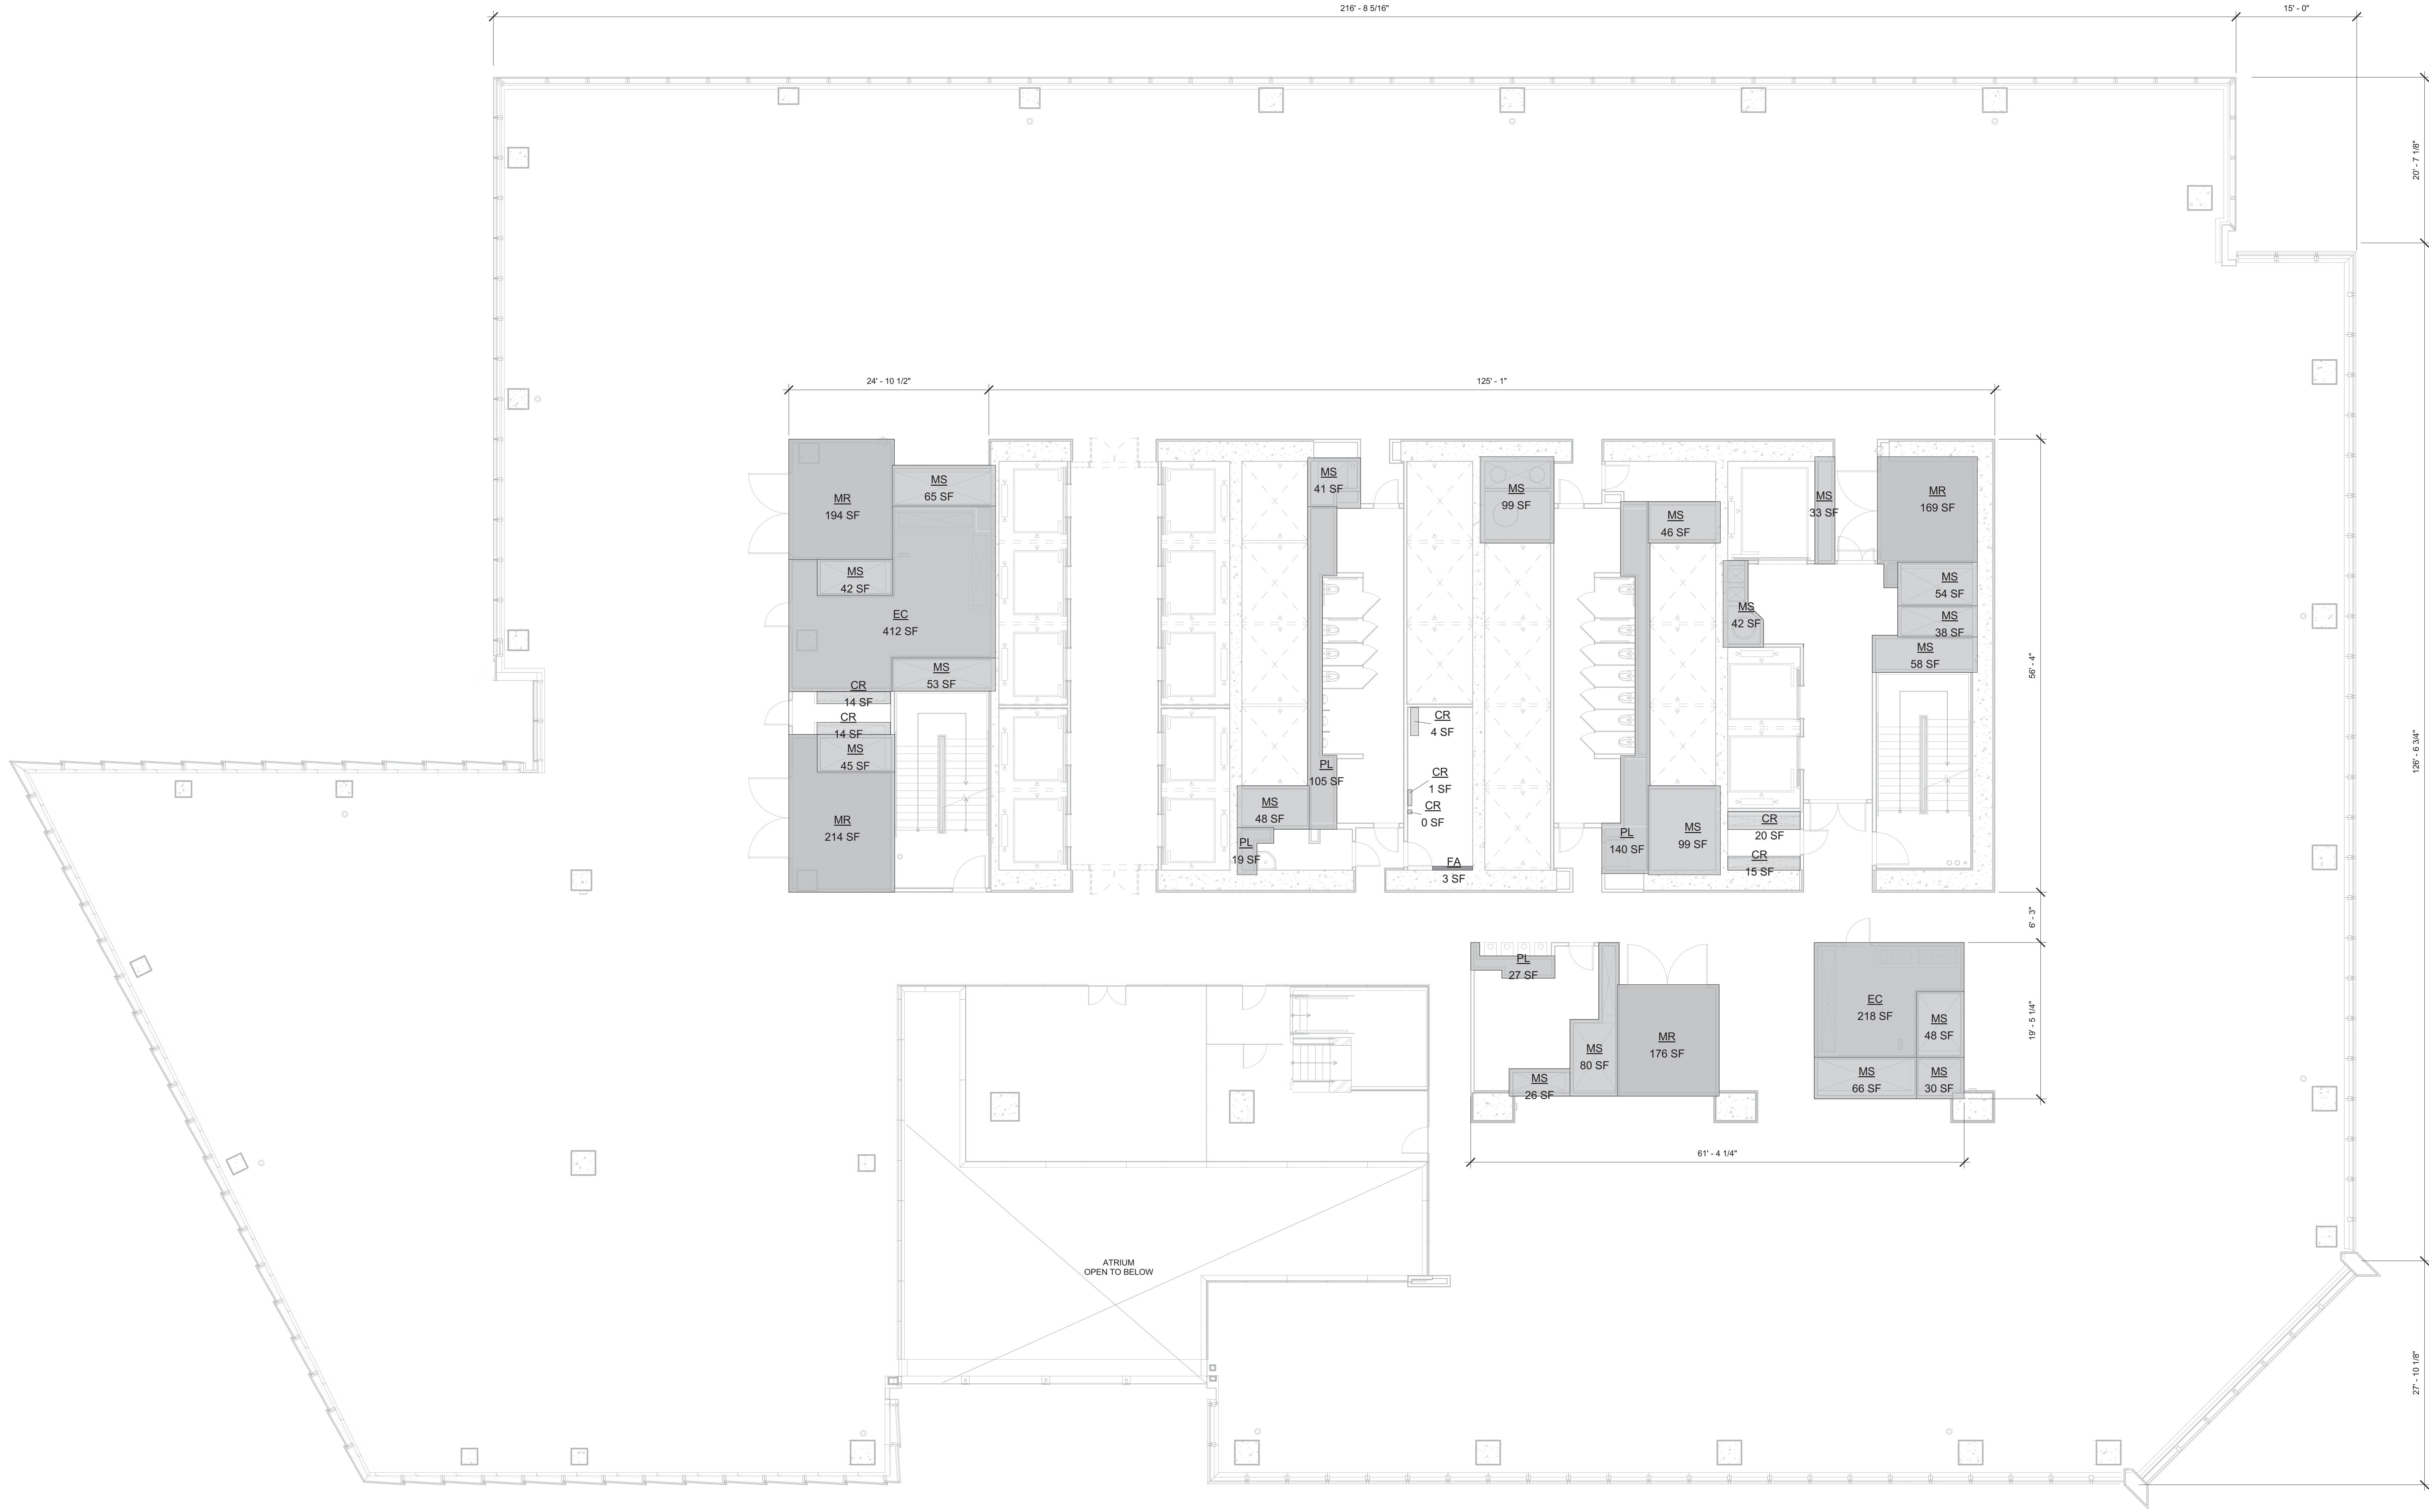 216' - 8 5/16"
15' - 0"
20' - 7 1/8"
24' - 10 1/2"
125' - 1"
MR
194 SF
MS
65 SF
MS
42 SF
EC
412 SF
MS
53 SF
CR
14 SF
CR
14 SF
MS
45 SF
MR
214 SF
MS
41 SF
PL
105 SF
MS
48 SF
PL
19 SF
MS
99 SF
CR
4 SF
CR
1 SF
CR
0 SF
FA
3 SF
MS
46 SF
PL
140 SF
MS
99 SF
MS
33 SF
MS
42 SF
CR
20 SF
CR
15 SF
MR
169 SF
MS
54 SF
MS
38 SF
MS
58 SF
56' - 4"
126' - 6 3/4"
6' - 3"
PL
27 SF
MS
80 SF
MS
26 SF
MR
176 SF
EC
218 SF
MS
48 SF
MS
66 SF
MS
30 SF
19' - 5 1/4"
61' - 4 1/4"
ATRIUM
OPEN TO BELOW
27' - 10 1/8"